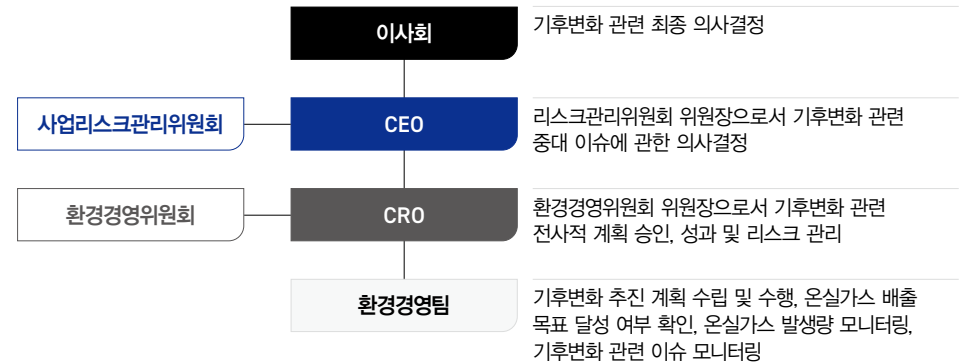 이사회
기후변화 관련 최종 의사결정
사업리스크관리위원회
CEO
리스크관리위원회 위원장으로서 기후변화 관련
중대 이슈에 관한 의사결정
환경경영위원회
CRO
환경경영위원회 위원장으로서 기후변화 관련
전사적 계획 승인, 성과 및 리스크 관리
환경경영팀
기후변화 추진 계획 수립 및 수행, 온실가스 배출
목표 달성 여부 확인, 온실가스 발생량 모니터링,
기후변화 관련 이슈 모니터링